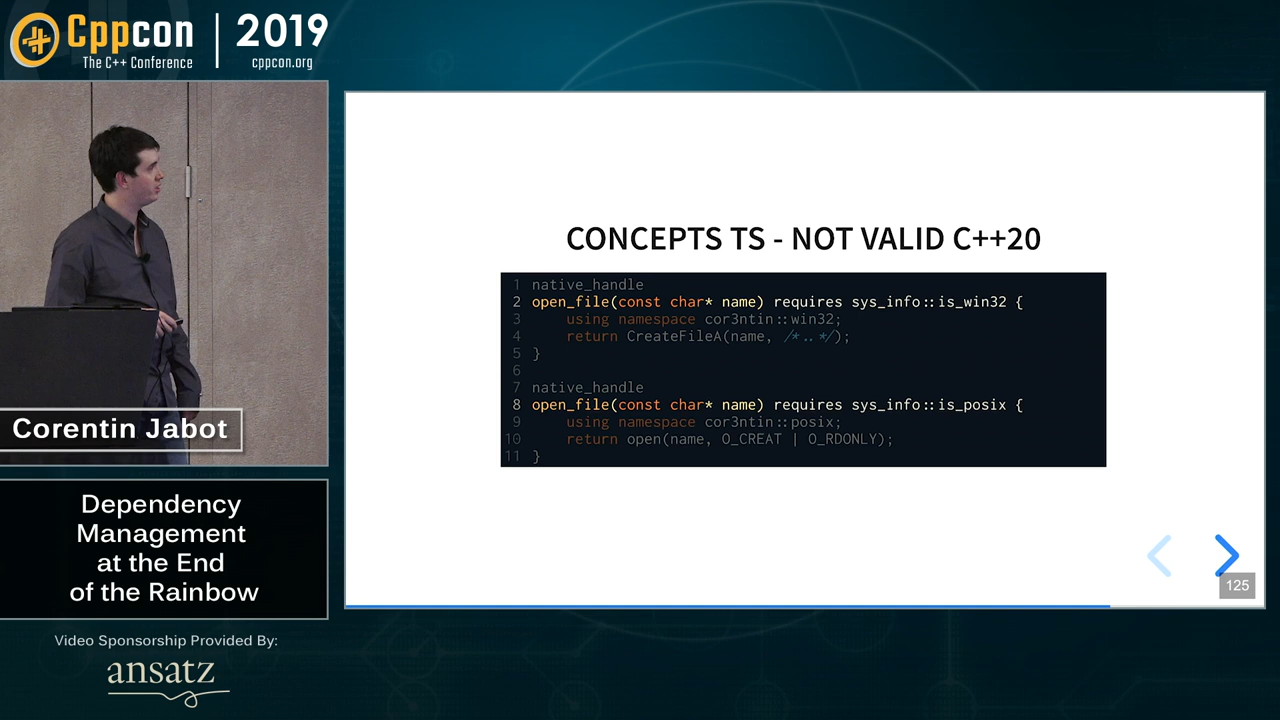 Cppcon
The C++ Conference
2019
cppcon.org
Corentin Jabot
Dependency
Management
at the End
of the Rainbow
Video Sponsorship Provided By:
ansatz
CONCEPTS TS - NOT VALID C++20
1 native_handle
2 open_file(const char* name) requires sys_info::is_win32 {
3 using namespace cor3ntin::win32;
4 return CreateFileA(name, /*..*/);
5 }
6
7 native_handle
8 open_file(const char* name) requires sys_info::is_posix {
9 using namespace cor3ntin::posix;
10 return open(name, O_CREAT | O_RDONLY);
11 }
125